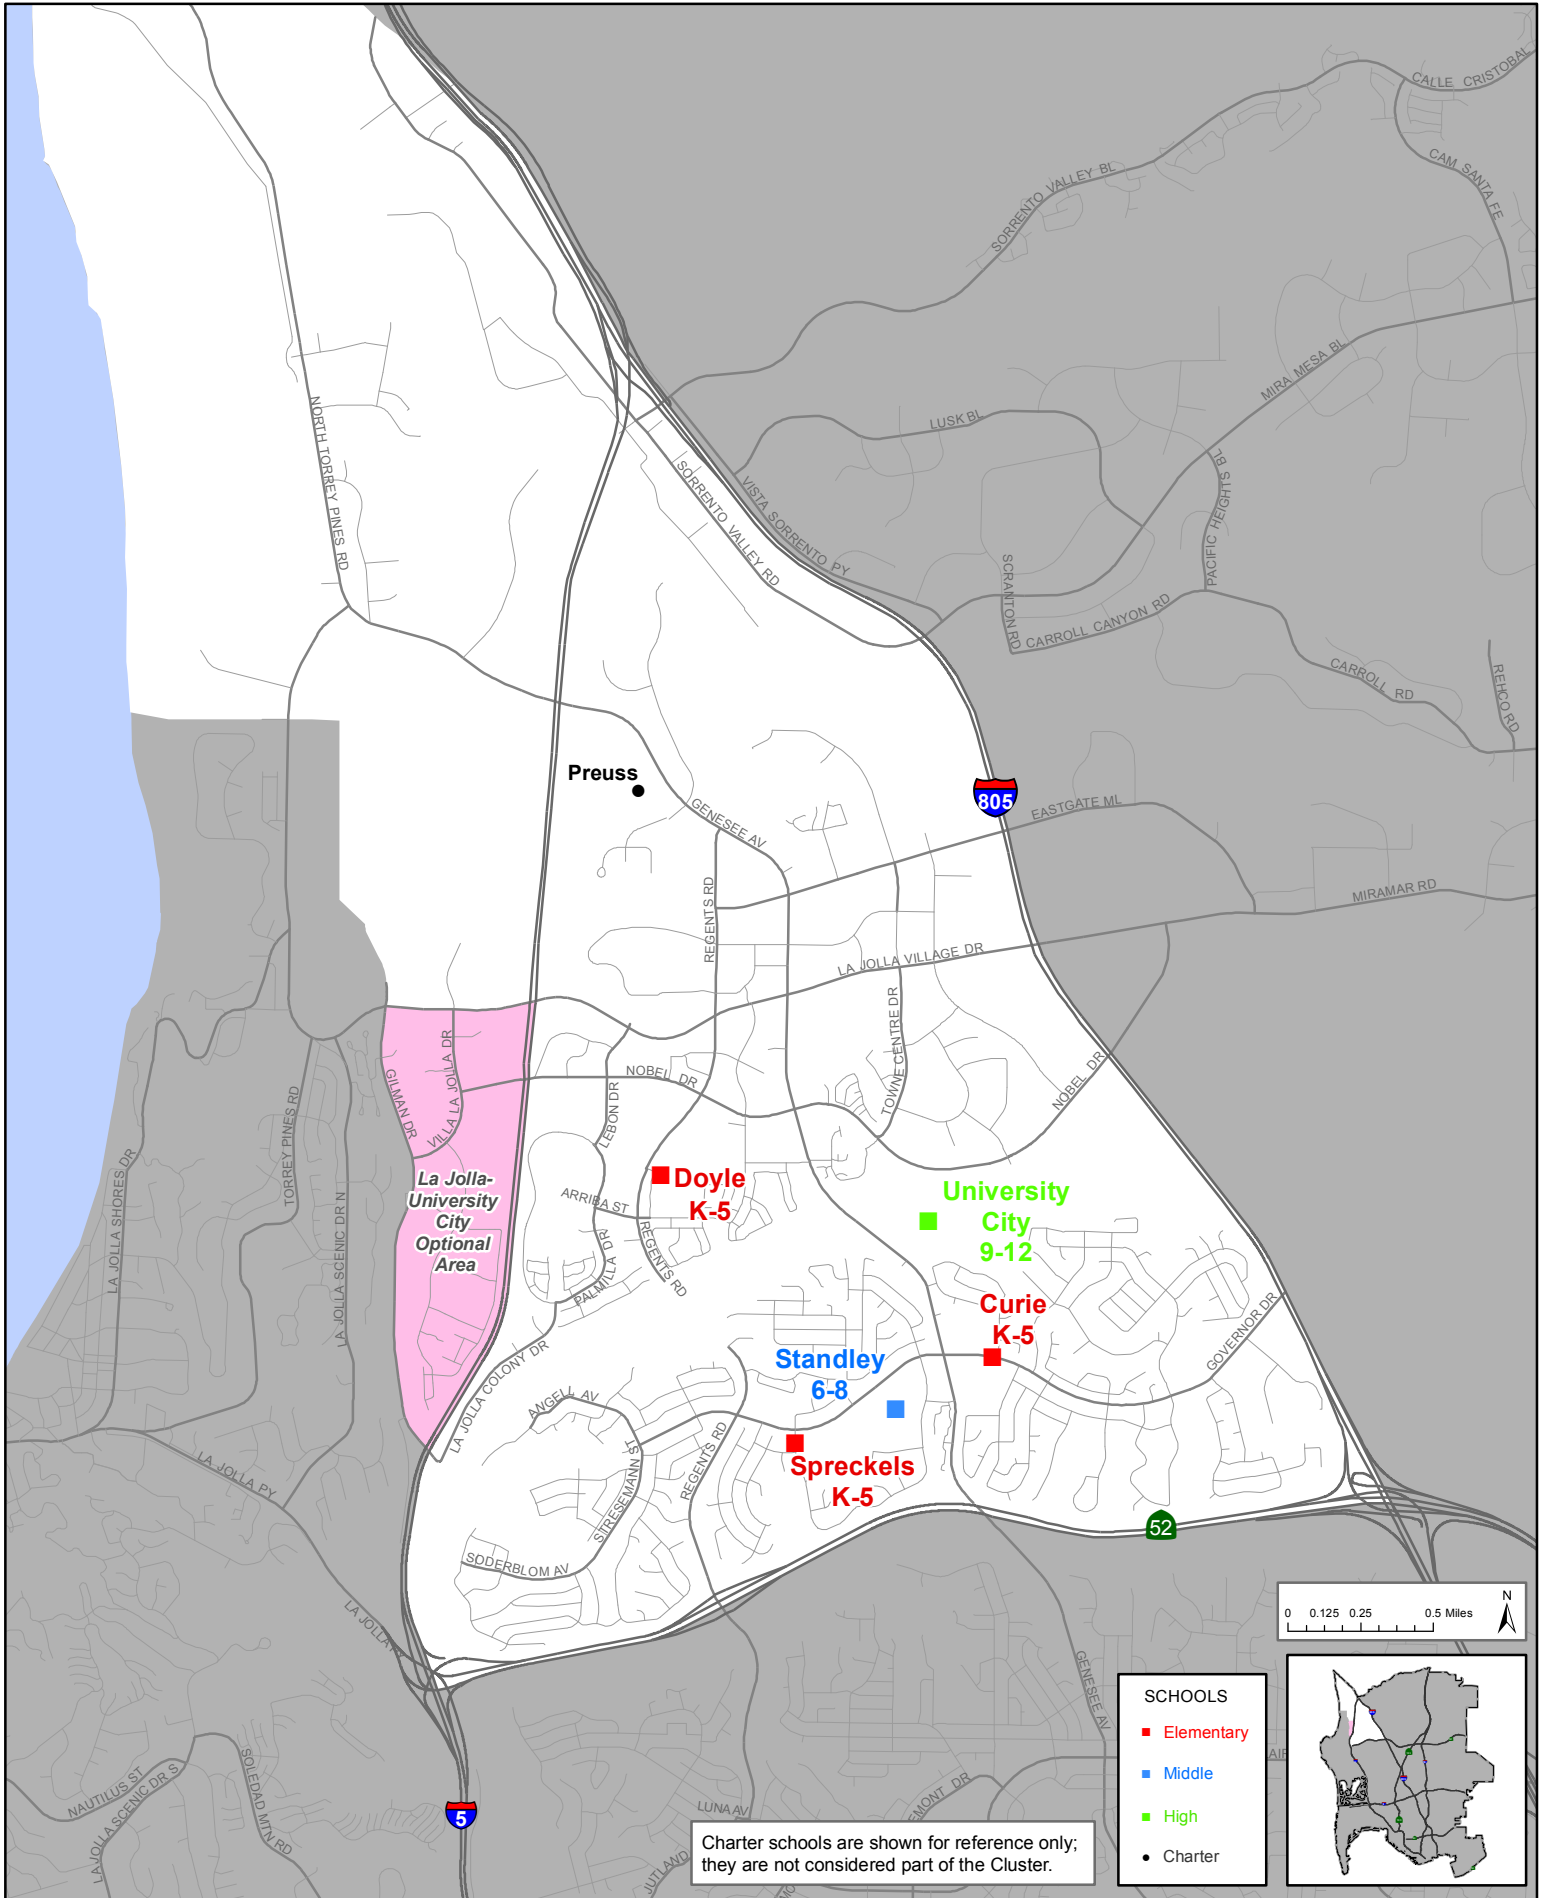 CALLE CRISTOBAL
CAM SANTA FE
SORRENTO VALLEY BL
MIRA MESA BL
LUSK BL
NORTH TORREY PINES RD
SORRENTO VALLEY RD
VISTA SORRENTO PY
PACIFIC HEIGHTS BL
SCRANTON RD
CARROLL CANYON RD
CARROLL RD
REHCO RD
Preuss
805
EASTGATE ML
GENESEE AV
MIRAMAR RD
REGENTS RD
LA JOLLA VILLAGE DR
TOWNE CENTRE DR
NOBEL DR
NOBEL DR
GILMAN DR
VILLA LA JOLLA DR
LEBON DR
TORREY PINES RD
LA JOLLA SHORES DR
LA JOLLA SCENIC DR N
La Jolla-
University
City
Optional
Area
Doyle
K-5
ARRIBA ST
REGENTS RD
PALMILLA DR
University
City
9-12
Curie
K-5
GOVERNOR DR
Standley
6-8
LA JOLLA COLONY DR
ANGELL AV
STRESEMANN ST
REGENTS RD
Spreckels
K-5
LA JOLLA PY
SODERBLOM AV
52
LA JOLLA
GENESEE AV
N
0 0.125 0.25 0.5 Miles
SCHOOLS
Elementary
Middle
High
Charter
NAUTILUS ST
LA JOLLA SCENIC DR S
SOLEDAD MTN RD
5
LUNA AV
EMONT DR
JUTLAND
AIR
Charter schools are shown for reference only;
they are not considered part of the Cluster.